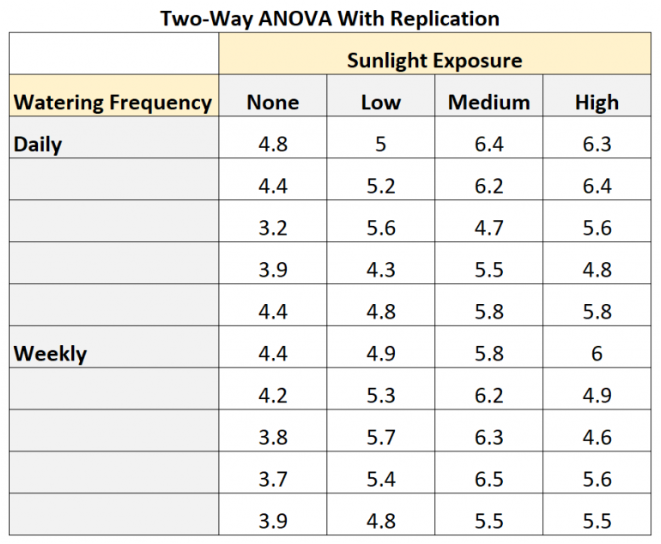 Two-Way ANOVA With Replication
Sunlight Exposure
Watering Frequency None Low Medium High
Daily 4.8 5 6.4 6.3
4.4 5.2 6.2 6.4
3.2 5.6 4.7 5.6
3.9 4.3 5.5 4.8
4.4 4.8 5.8 5.8
Weekly 4.4 4.9 5.8 6
4.2 5.3 6.2 4.9
3.8 5.7 6.3 4.6
3.7 5.4 6.5 5.6
3.9 4.8 5.5 5.5